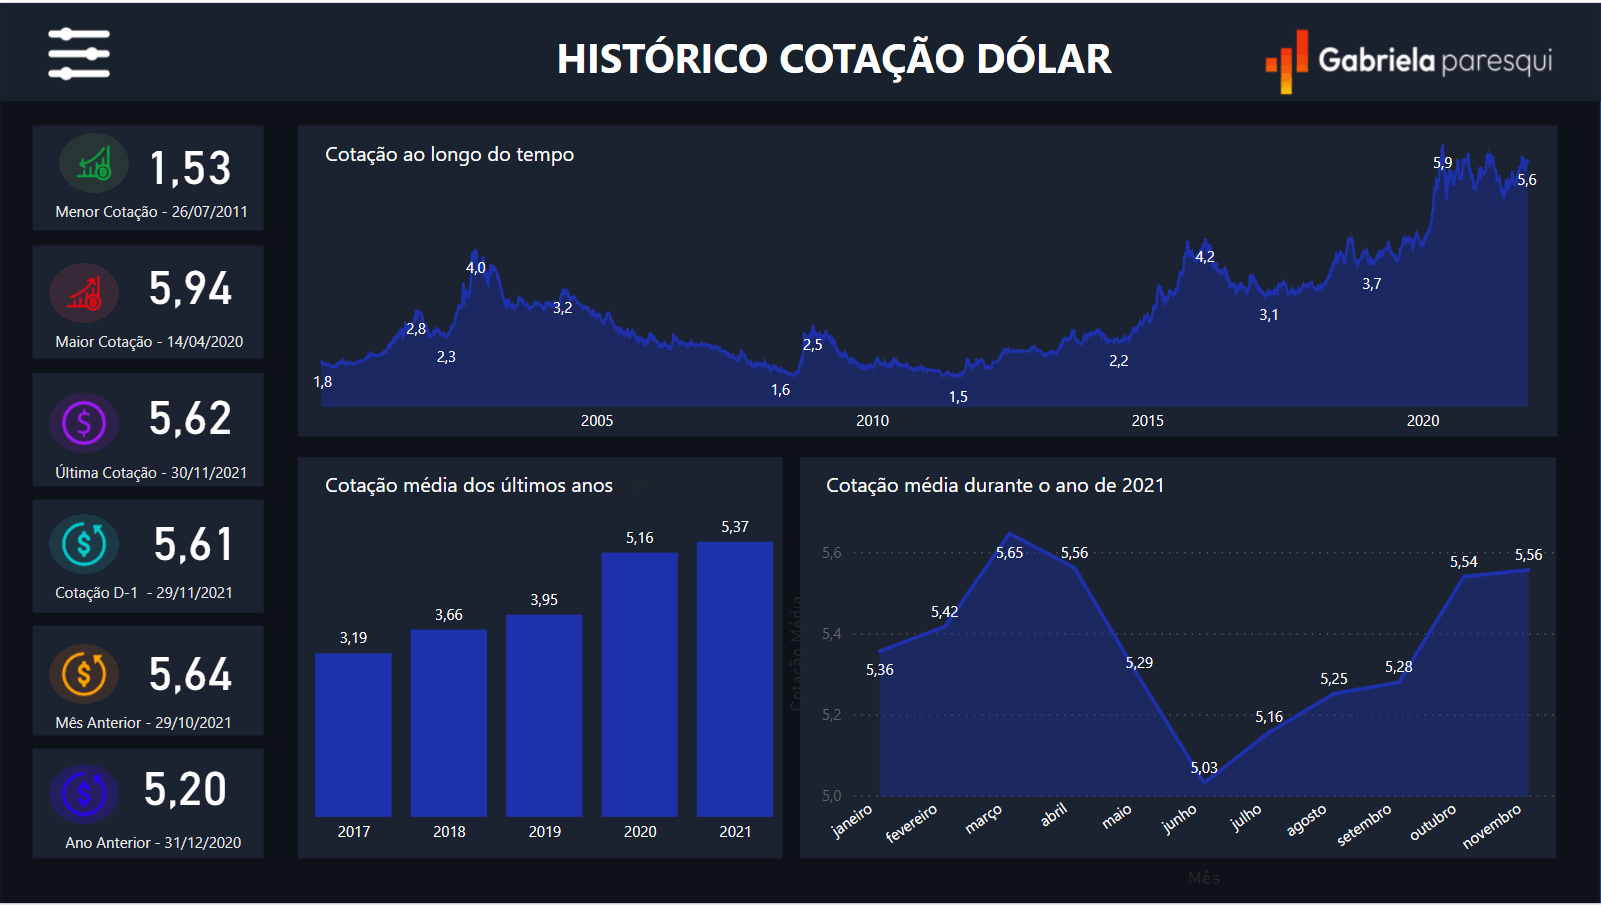 HISTÓRICO COTAÇÃO DÓLAR
Gabriela paresqui
1,53
Menor Cotação - 26/07/2011
5,94
Maior Cotação - 14/04/2020
5,62
Última Cotação - 30/11/2021
5,61
Cotação D-1 - 29/11/2021
5,64
Mês Anterior - 29/10/2021
5,20
Ano Anterior - 31/12/2020
Cotação ao longo do tempo
1,8
2,8
2,3
4,0
3,2
1,6
2,5
1,5
2,2
4,2
3,1
3,7
5,9
5,6
2005 2010 2015 2020
Cotação média dos últimos anos
3,19 3,66 3,95 5,16 5,37
2017 2018 2019 2020 2021
Cotação média durante o ano de 2021
Cotação Média
5,6
5,4
5,2
5,0
5,36 5,42 5,65 5,56 5,29 5,03 5,16 5,25 5,28 5,54 5,56
janeiro fevereiro março abril maio junho julho agosto setembro outubro novembro
Mês